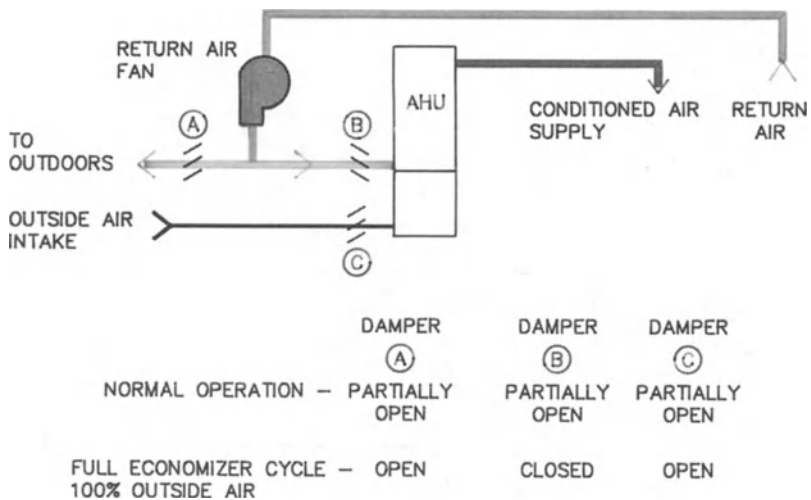 RETURN AIR
FAN
AHU
CONDITIONED AIR
SUPPLY
RETURN
AIR
A
B
TO
OUTDOORS
OUTSIDE AIR
INTAKE
C
DAMPER DAMPER DAMPER
A B C
NORMAL OPERATION – PARTIALLY PARTIALLY PARTIALLY
OPEN OPEN OPEN
FULL ECONOMIZER CYCLE – OPEN CLOSED OPEN
100% OUTSIDE AIR